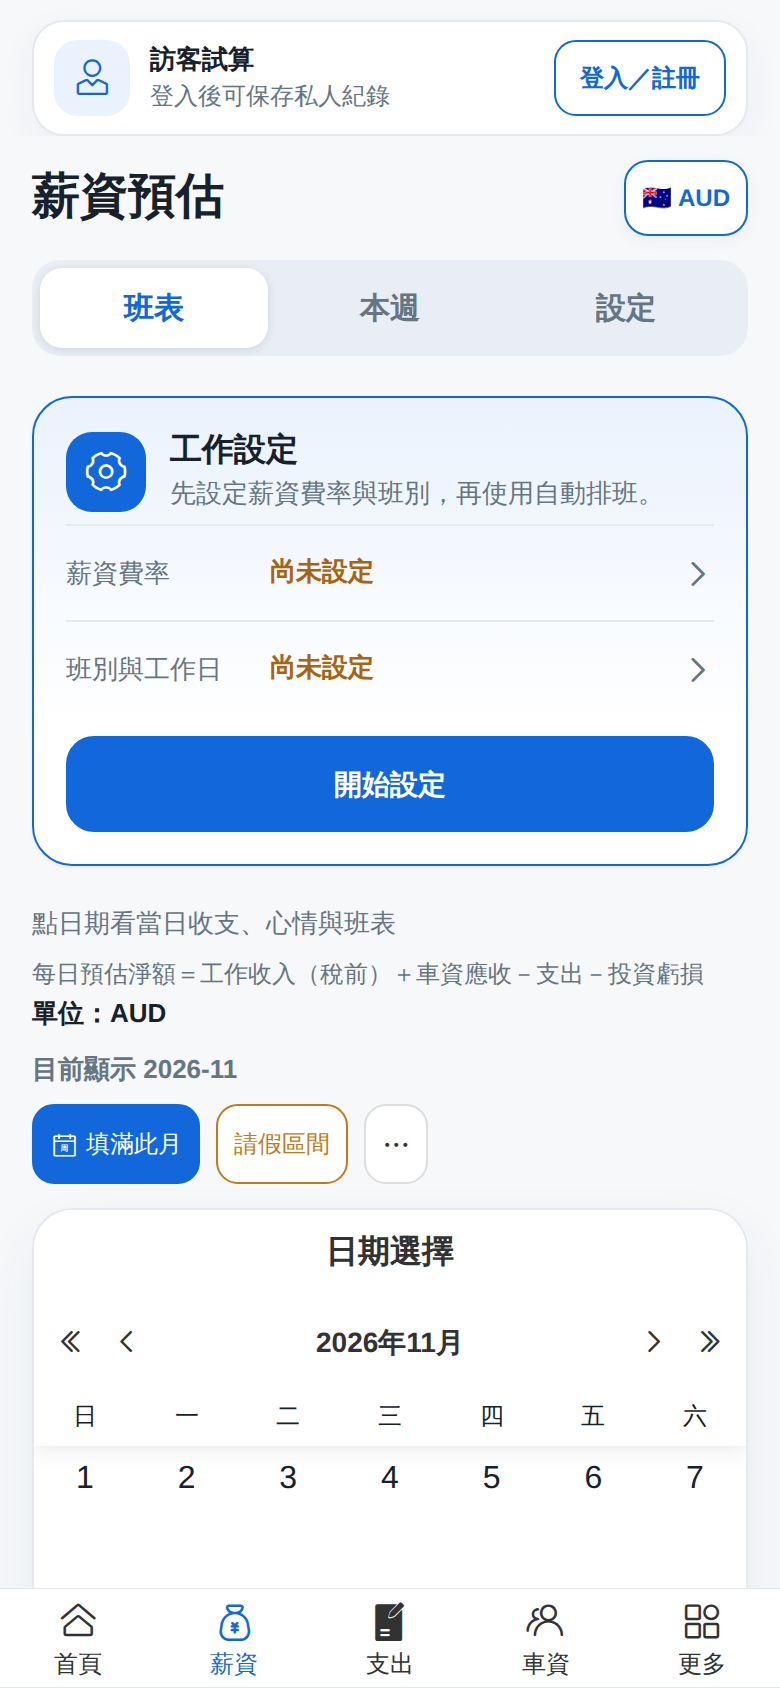 訪客試算
登入後可保存私人紀錄
登入／註冊
薪資預估
🇦🇺 AUD
班表 本週 設定
工作設定
先設定薪資費率與班別，再使用自動排班。
薪資費率 尚未設定
班別與工作日 尚未設定
開始設定
點日期看當日收支、心情與班表
每日預估淨額＝工作收入（稅前）＋車資應收－支出－投資虧損
單位：AUD
目前顯示 2026-11
填滿此月 請假區間 ···
日期選擇
2026年11月
日 一 二 三 四 五 六
1 2 3 4 5 6 7
首頁 薪資 支出 車資 更多